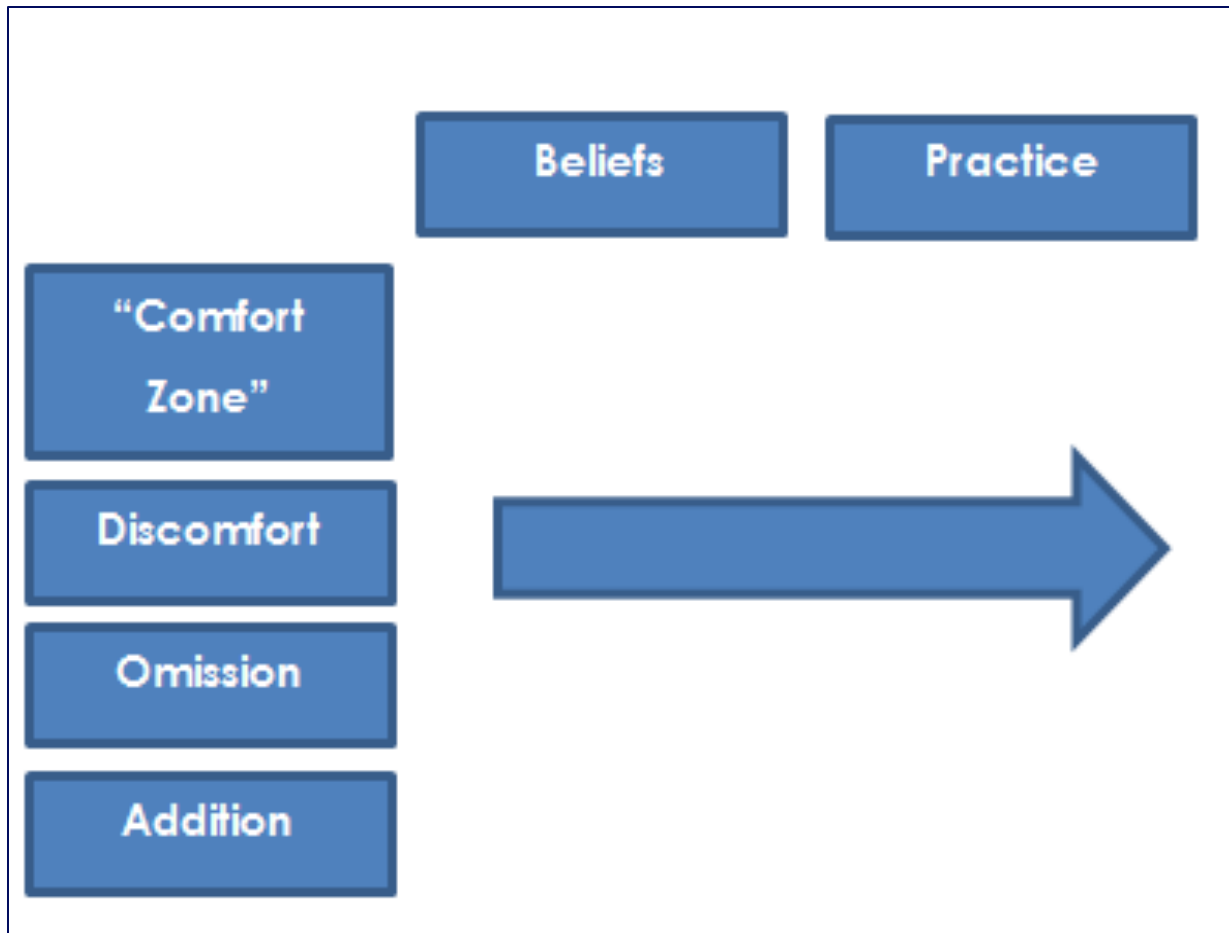 Beliefs
Practice
“Comfort
Zone”
Discomfort
Omission
Addition